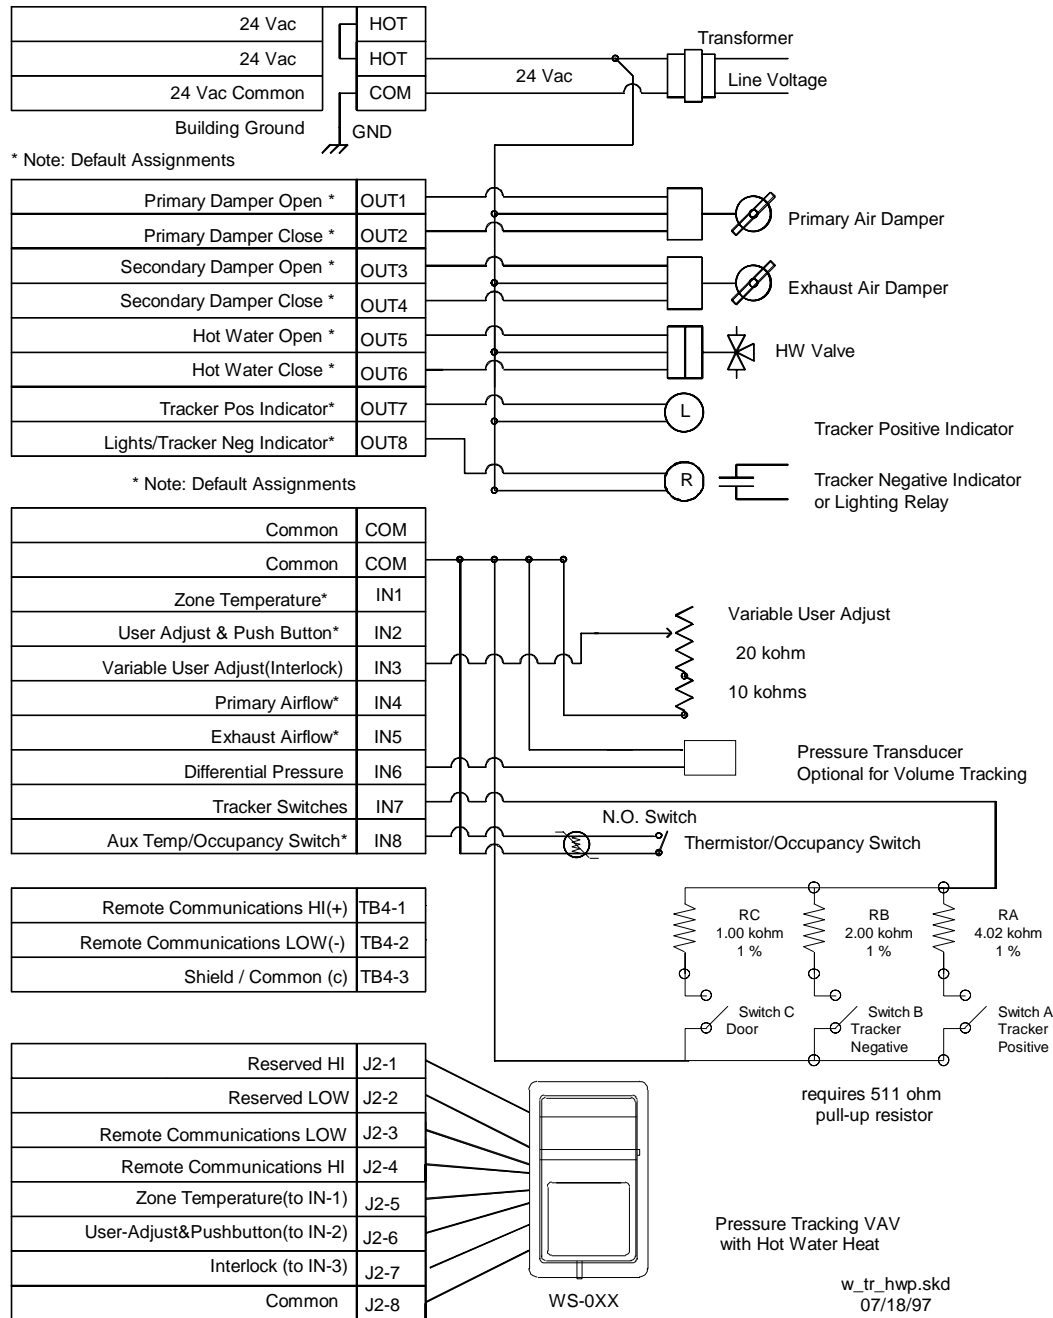 24 Vac HOT
24 Vac HOT
24 Vac Common COM
Transformer
24 Vac
Line Voltage
Building Ground
GND
* Note: Default Assignments
Primary Damper Open * OUT1
Primary Damper Close * OUT2
Primary Air Damper
Secondary Damper Open * OUT3
Secondary Damper Close * OUT4
Exhaust Air Damper
Hot Water Open * OUT5
Hot Water Close * OUT6
HW Valve
Tracker Pos Indicator* OUT7
L
Tracker Positive Indicator
Lights/Tracker Neg Indicator* OUT8
R
Tracker Negative Indicator
or Lighting Relay
* Note: Default Assignments
Common COM
Common COM
Zone Temperature* IN1
User Adjust & Push Button* IN2
Variable User Adjust(Interlock) IN3
Primary Airflow* IN4
Exhaust Airflow* IN5
Differential Pressure IN6
Tracker Switches IN7
Aux Temp/Occupancy Switch* IN8
Variable User Adjust
20 kohm
10 kohms
Pressure Transducer
Optional for Volume Tracking
N.O. Switch
Thermistor/Occupancy Switch
Remote Communications HI(+) TB4-1
Remote Communications LOW(-) TB4-2
Shield / Common (c) TB4-3
RC
1.00 kohm
1 %
RB
2.00 kohm
1 %
RA
4.02 kohm
1 %
Switch C
Door
Switch B
Tracker
Negative
Switch A
Tracker
Positive
requires 511 ohm
pull-up resistor
Reserved HI J2-1
Reserved LOW J2-2
Remote Communications LOW J2-3
Remote Communications HI J2-4
Zone Temperature(to IN-1) J2-5
User-Adjust&Pushbutton(to IN-2) J2-6
Interlock (to IN-3) J2-7
Common J2-8
WS-0XX
Pressure Tracking VAV
with Hot Water Heat
w_tr_hwp.skd
07/18/97